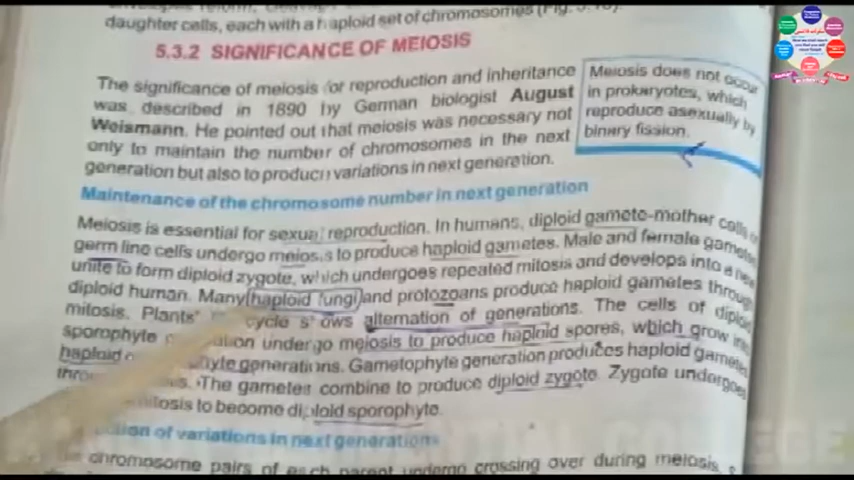 daughter cells, each with a haploid set of chromosomes (Fig.
5.3.2 SIGNIFICANCE OF MEIOSIS
The significance of meiosis for reproduction and inheritance
was described in 1890 by German biologist August
Weismann. He pointed out that meiosis was necessary not
only to maintain the number of chromosomes in the next
generation but also to produce variations in next generation.
Meiosis does not occur
in prokaryotes, which
reproduce asexually by
binary fission.
Maintenance of the chromosome number in next generation
Meiosis is essential for sexual reproduction. In humans, diploid gamete-mother cells
germ line cells undergo meiosis to produce haploid gametes. Male and female gametes
unite to form diploid zygote, which undergoes repeated mitosis and develops into a new
diploid human. Many haploid fungi and protozoans produce haploid gametes through
mitosis. Plants' cycle shows alternation of generations. The cells of diploid
sporophyte undergo meiosis to produce haploid spores, which grow into
haploid generations. Gametophyte generation produces haploid gametes
The gametes combine to produce diploid zygote. Zygote undergoes
mitosis to become diploid sporophyte.
of variations in next generations
chromosome pairs of each parent undergo crossing over during meiosis,